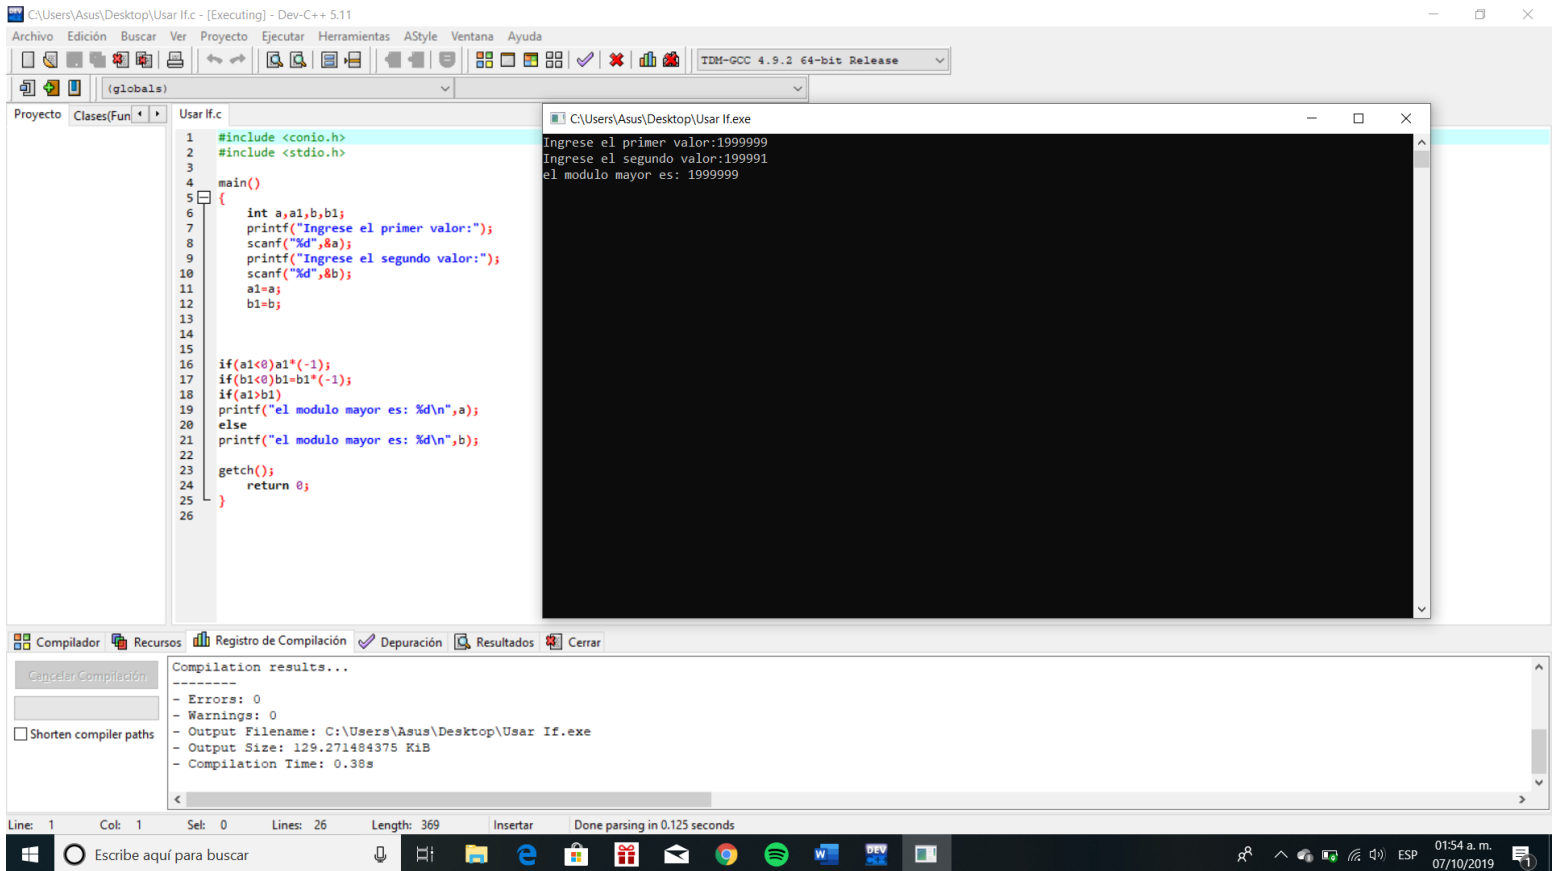 C:\Users\Asus\Desktop\Usar If.c - [Executing] - Dev-C++ 5.11
Archivo Edición Buscar Ver Proyecto Ejecutar Herramientas AStyle Ventana Ayuda
TDM-GCC 4.9.2 64-bit Release
(globals)
Proyecto Clases(Fun
Usar If.c
C:\Users\Asus\Desktop\Usar If.exe
Ingrese el primer valor:1999999
Ingrese el segundo valor:199991
el modulo mayor es: 1999999
1 #include <conio.h>
2 #include <stdio.h>
3
4 main()
5 {
6 int a,a1,b,b1;
7 printf("Ingrese el primer valor:");
8 scanf("%d",&a);
9 printf("Ingrese el segundo valor:");
10 scanf("%d",&b);
11 a1=a;
12 b1=b;
13
14
15
16 if(a1<0)a1*(-1);
17 if(b1<0)b1=b1*(-1);
18 if(a1>b1)
19 printf("el modulo mayor es: %d\n",a);
20 else
21 printf("el modulo mayor es: %d\n",b);
22
23 getch();
24 return 0;
25 }
26
Compilador Recursos Registro de Compilación Depuración Resultados Cerrar
Cancelar Compilación
Shorten compiler paths
Compilation results...
--------
- Errors: 0
- Warnings: 0
- Output Filename: C:\Users\Asus\Desktop\Usar If.exe
- Output Size: 129.271484375 KiB
- Compilation Time: 0.38s
Line: 1 Col: 1 Sel: 0 Lines: 26 Length: 369 Insertar Done parsing in 0.125 seconds
Escribe aquí para buscar
DEV C++
ESP
01:54 a. m.
07/10/2019
1